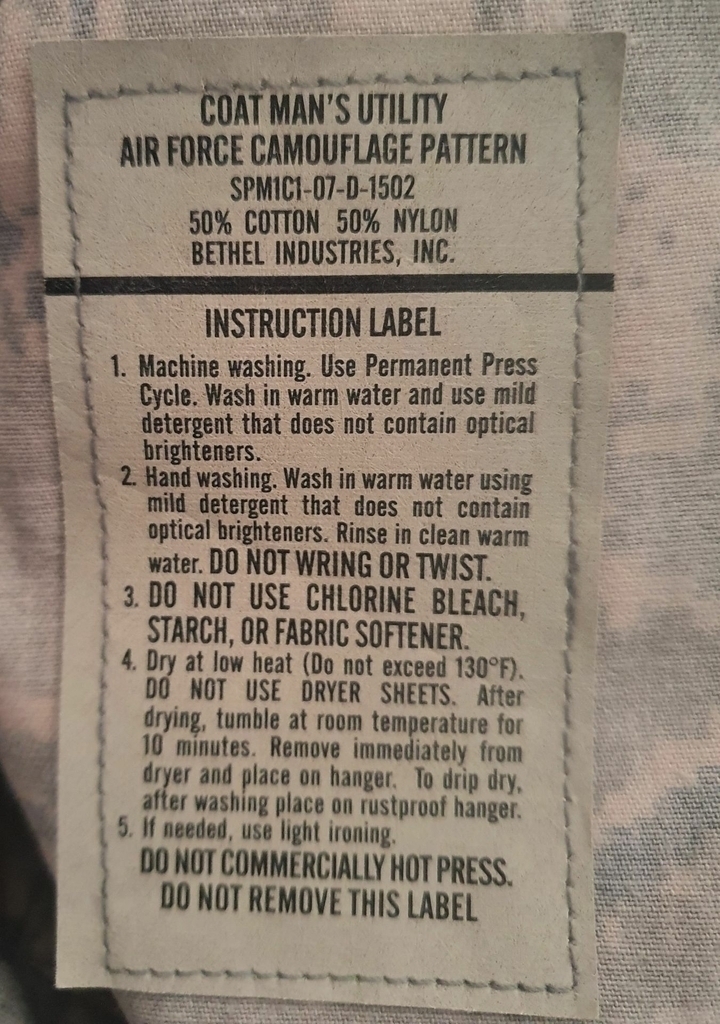 COAT MAN'S UTILITY
AIR FORCE CAMOUFLAGE PATTERN
SPM1C1-07-D-1502
50% COTTON 50% NYLON
BETHEL INDUSTRIES, INC.
INSTRUCTION LABEL
1. Machine washing. Use Permanent Press
Cycle. Wash in warm water and use mild
detergent that does not contain optical
brighteners.
2. Hand washing. Wash in warm water using
mild detergent that does not contain
optical brighteners. Rinse in clean warm
water. DO NOT WRING OR TWIST.
3. DO NOT USE CHLORINE BLEACH,
STARCH, OR FABRIC SOFTENER.
4. Dry at low heat (Do not exceed 130°F).
DO NOT USE DRYER SHEETS. After
drying, tumble at room temperature for
10 minutes. Remove immediately from
dryer and place on hanger. To drip dry,
after washing place on rustproof hanger.
5. If needed, use light ironing.
DO NOT COMMERCIALLY HOT PRESS.
DO NOT REMOVE THIS LABEL